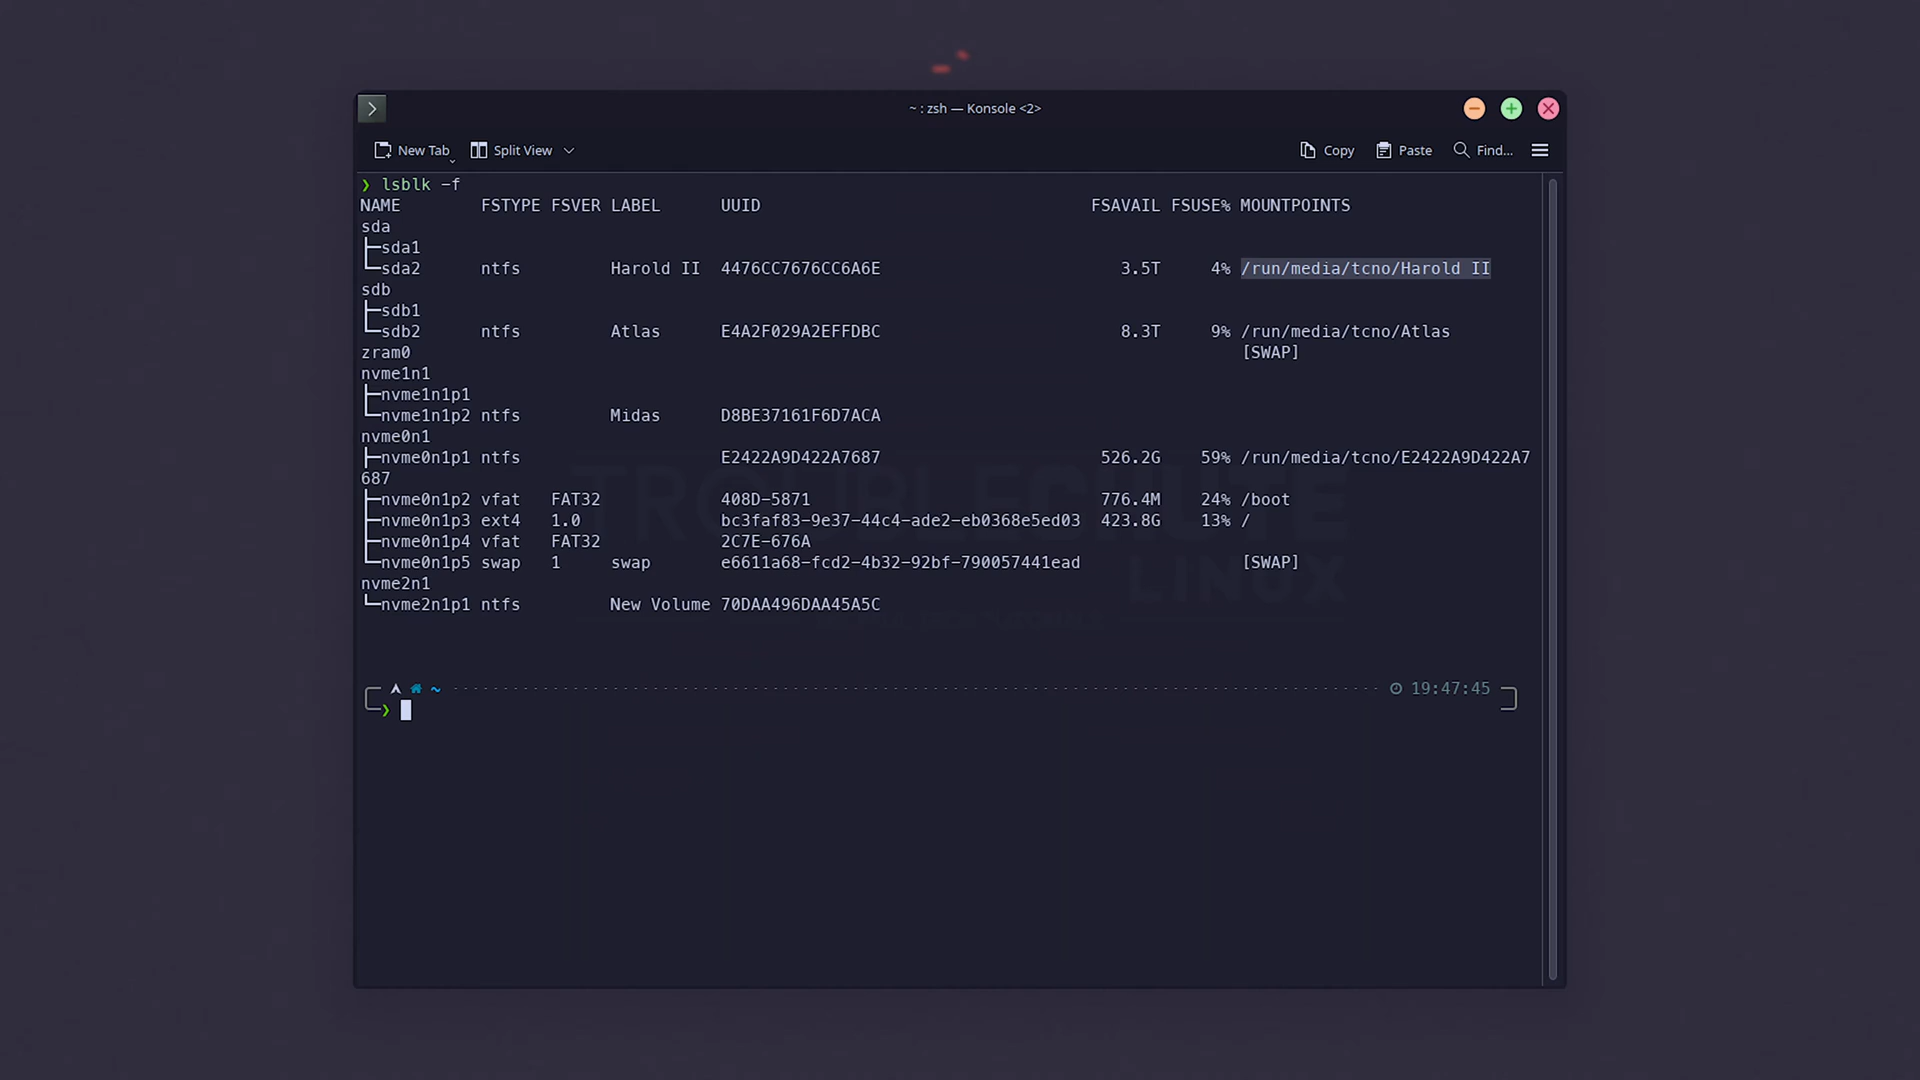 ~ : zsh — Konsole <2>
New Tab Split View Copy Paste Find...
❯ lsblk -f
NAME FSTYPE FSVER LABEL UUID FSAVAIL FSUSE% MOUNTPOINTS
sda
├─sda1
└─sda2 ntfs Harold II 4476CC7676CC6A6E 3.5T 4% /run/media/tcno/Harold II
sdb
├─sdb1
└─sdb2 ntfs Atlas E4A2F029A2EFFDBC 8.3T 9% /run/media/tcno/Atlas
zram0 [SWAP]
nvme1n1
├─nvme1n1p1
└─nvme1n1p2 ntfs Midas D8BE37161F6D7ACA
nvme0n1
├─nvme0n1p1 ntfs E2422A9D422A7687 526.2G 59% /run/media/tcno/E2422A9D422A7
687
├─nvme0n1p2 vfat FAT32 408D-5871 776.4M 24% /boot
├─nvme0n1p3 ext4 1.0 bc3faf83-9e37-44c4-ade2-eb0368e5ed03 423.8G 13% /
├─nvme0n1p4 vfat FAT32 2C7E-676A
└─nvme0n1p5 swap 1 swap e6611a68-fcd2-4b32-92bf-790057441ead [SWAP]
nvme2n1
└─nvme2n1p1 ntfs New Volume 70DAA496DAA45A5C
TROUBLECHUTE
LINUX
~ 19:47:45
❯